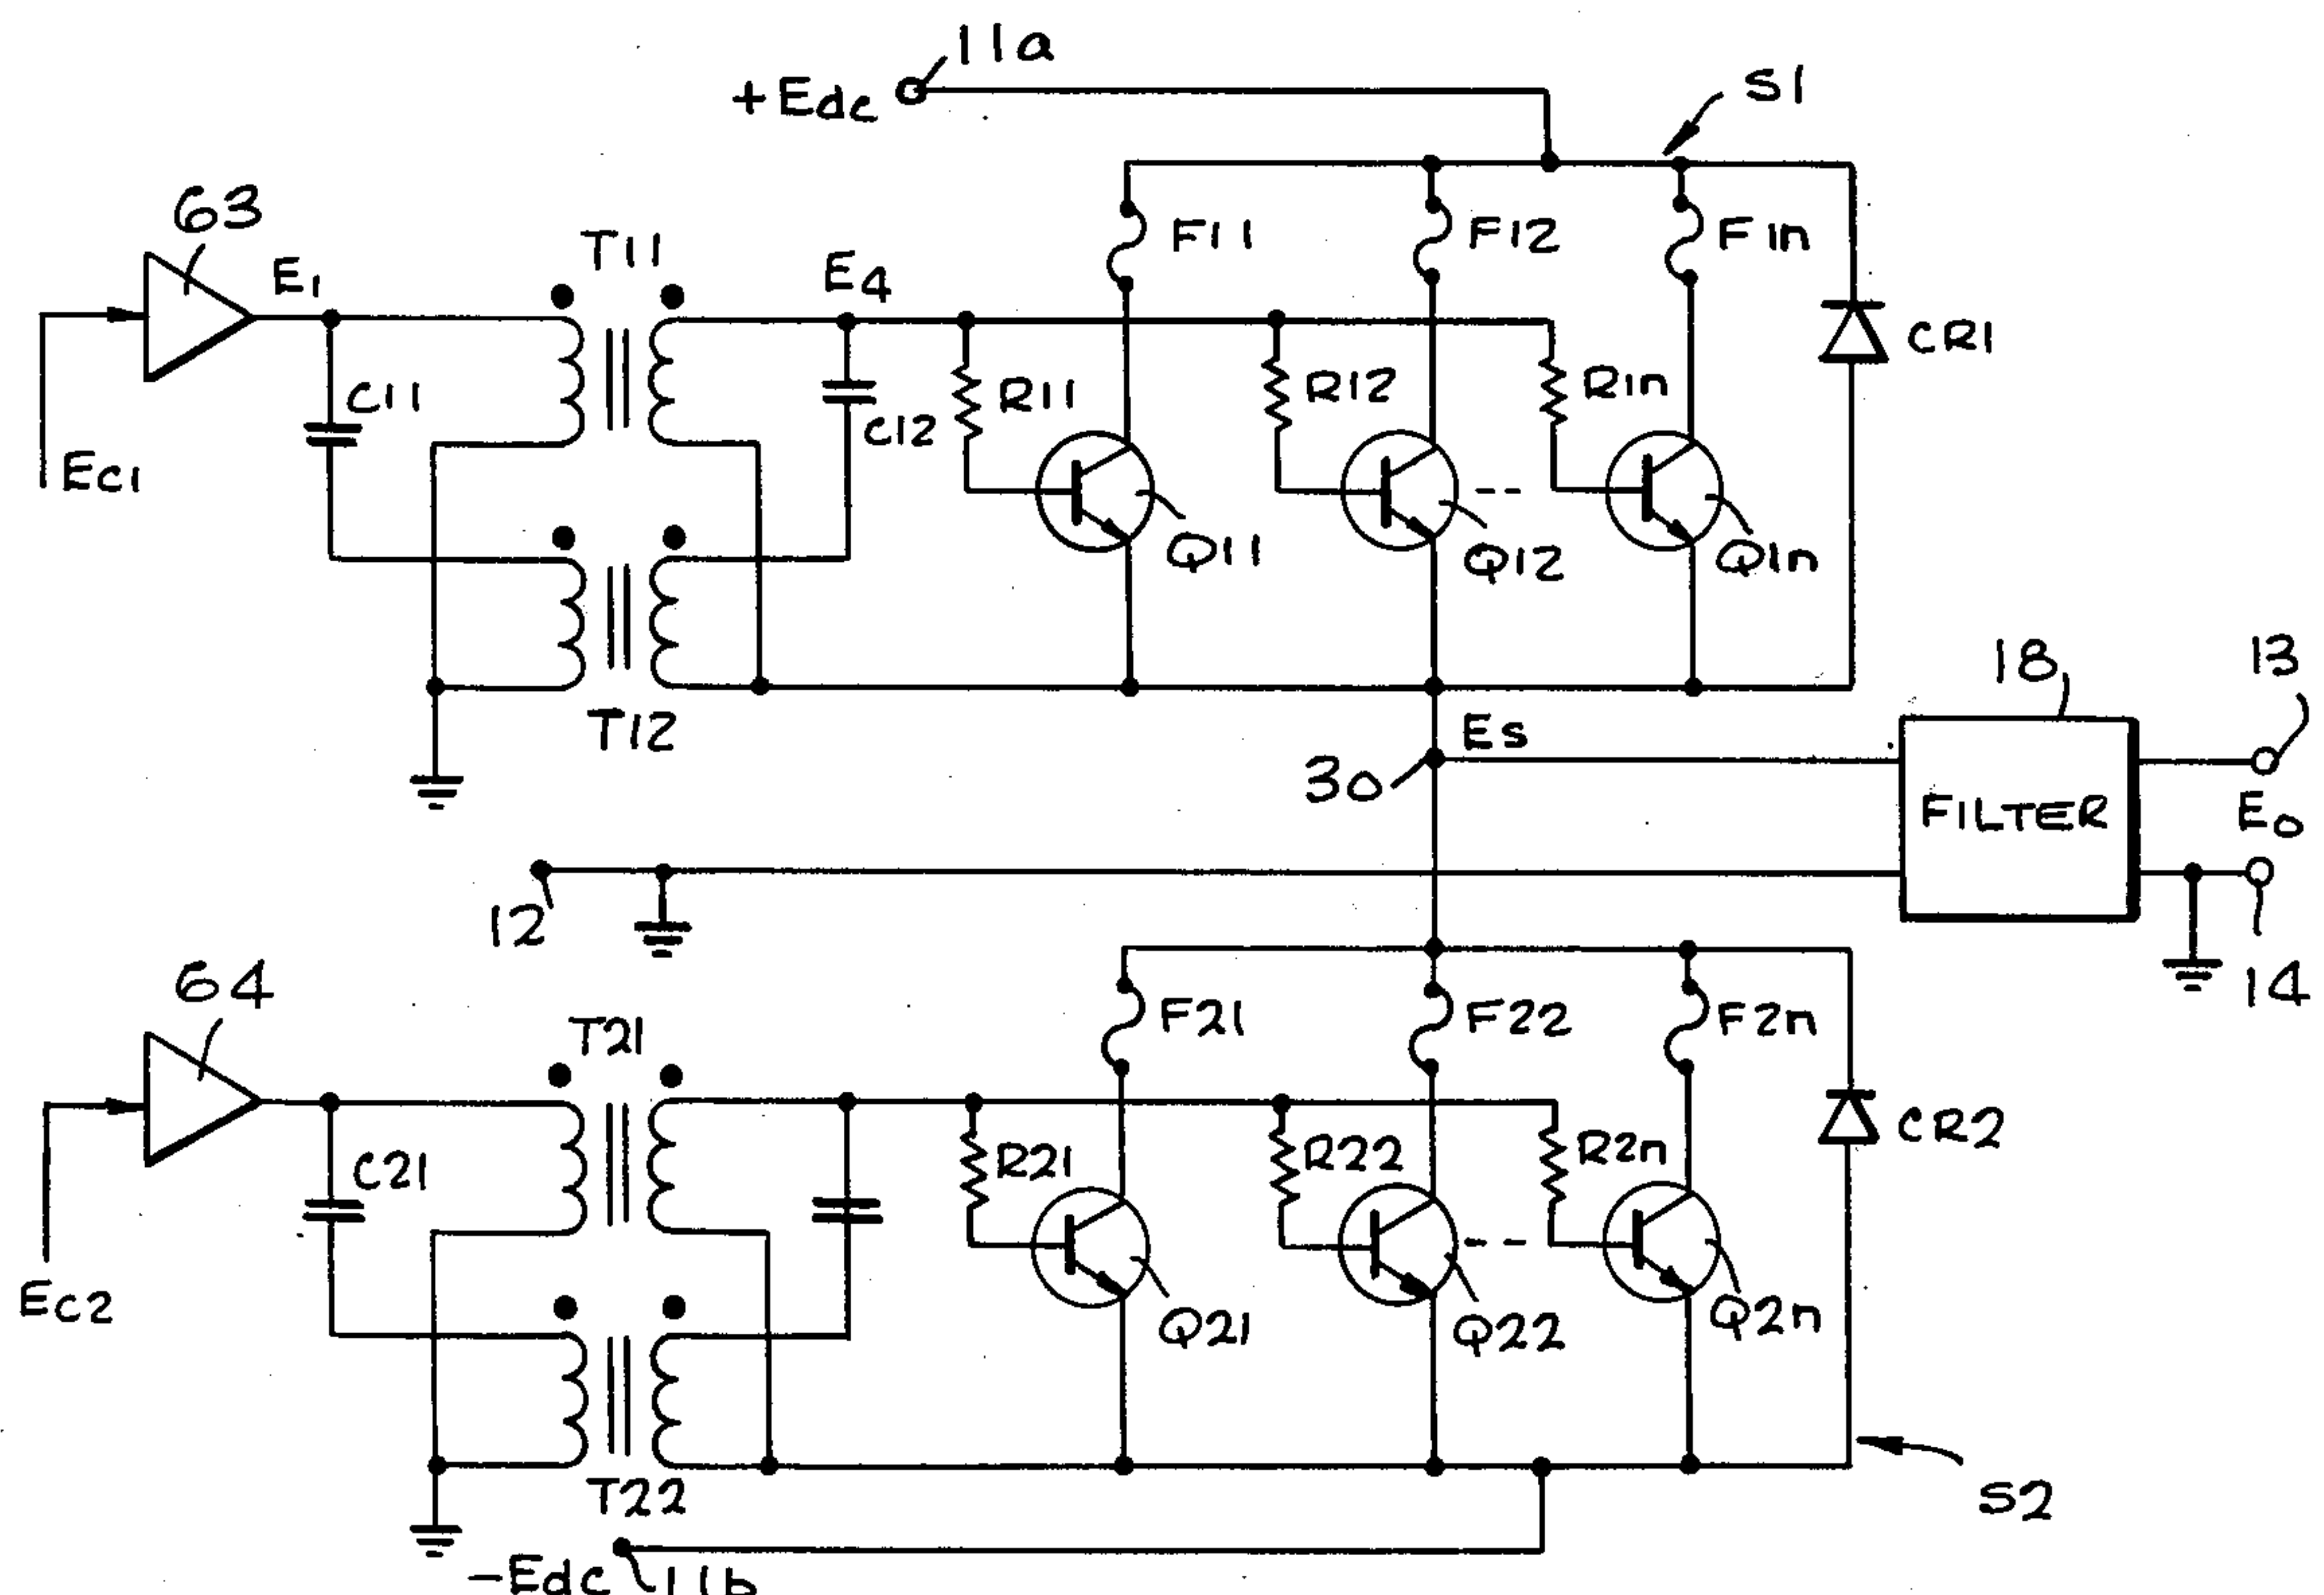 11a
+Edc
S1
63
E1
T11
E4
F11
F12
F1n
CR1
C11
C12
R11
R12
R1n
Ec1
--
Q11
Q12
Q1n
T12
Es
30
18
13
FILTER
Eo
12
14
64
T21
F21
F22
F2n
CR2
C21
R21
R22
R2n
Ec2
--
Q21
Q22
Q2n
T22
S2
-Edc
11b